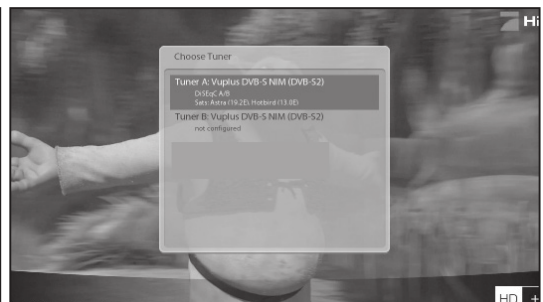 Hi
Choose Tuner
Tuner A: Vuplus DVB-S NIM (DVB-S2)
DiSEqC A/B
Sats: Astra (19.2E), Hotbird (13.0E)
Tuner B: Vuplus DVB-S NIM (DVB-S2)
not configured
HD +